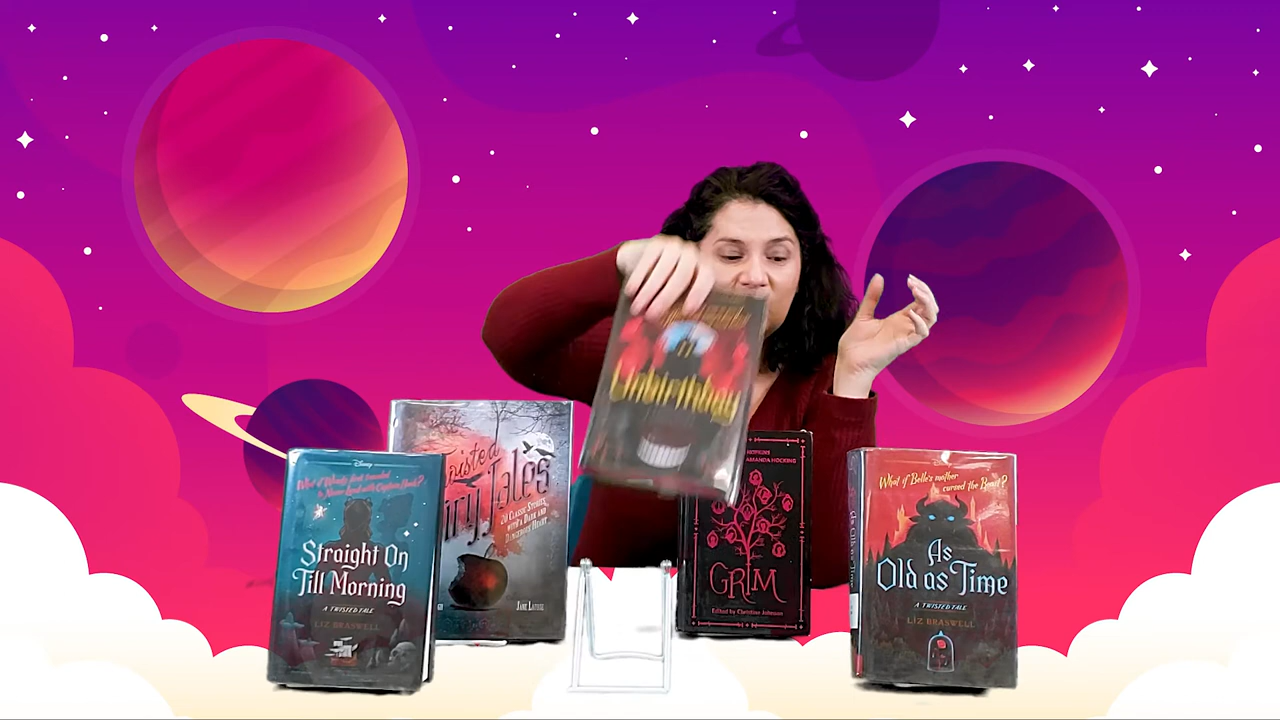 Disney
What if Wendy first traveled
to Never Land with Captain Hook?
Straight On
Till Morning
A TWISTED TALE
LIZ BRASWELL
Twisted
Fairy Tales
20 CLASSIC STORIES
WITH A DARK AND
DANGEROUS HEART
Unbirthday
HOPKINS
AMANDA HOCKING
GRIM
Edited by Christine Johnson
What if Belle's mother
cursed the Beast?
As
Old as Time
A TWISTED TALE
LIZ BRASWELL